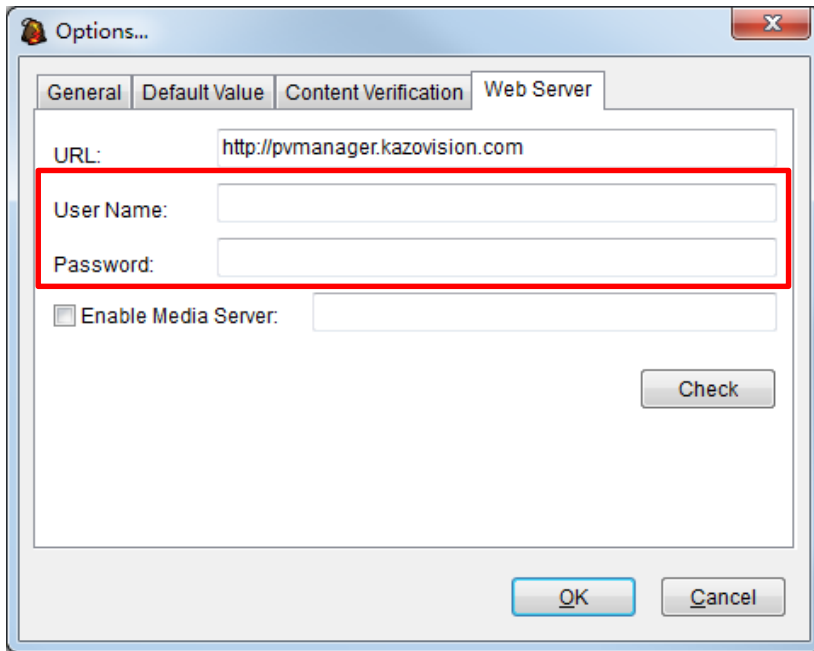 Options...
General Default Value Content Verification Web Server
URL: http://pvmanager.kazovision.com
User Name:
Password:
Enable Media Server:
Check
OK Cancel